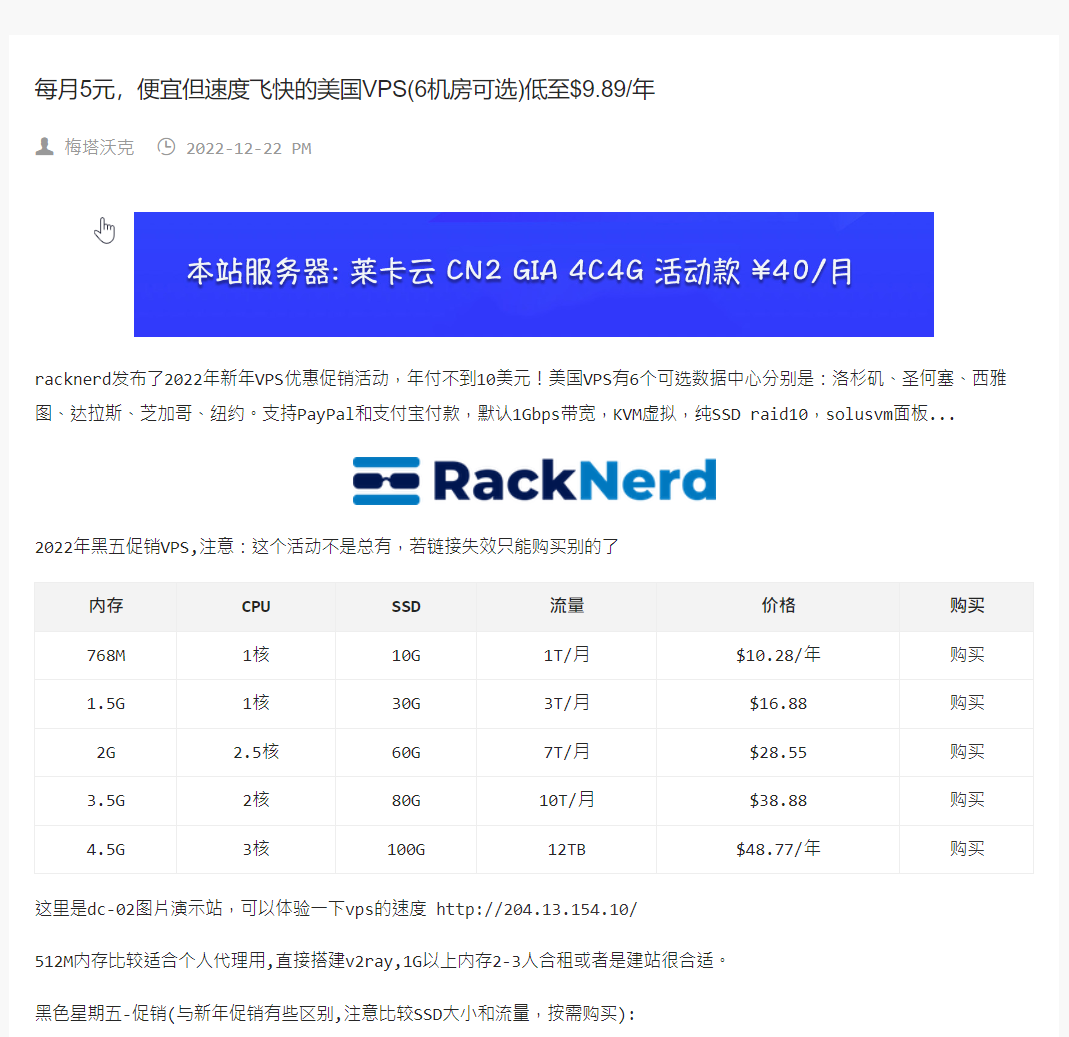 每月5元，便宜但速度飞快的美国VPS(6机房可选)低至$9.89/年
梅塔沃克 2022-12-22 PM
本站服务器: 莱卡云 CN2 GIA 4C4G 活动款 ¥40/月
racknerd发布了2022年新年VPS优惠促销活动，年付不到10美元！美国VPS有6个可选数据中心分别是：洛杉矶、圣何塞、西雅
图、达拉斯、芝加哥、纽约。支持PayPal和支付宝付款，默认1Gbps带宽，KVM虚拟，纯SSD raid10，solusvm面板...
RackNerd
2022年黑五促销VPS,注意：这个活动不是总有，若链接失效只能购买别的了
内存 CPU SSD 流量 价格 购买
768M 1核 10G 1T/月 $10.28/年 购买
1.5G 1核 30G 3T/月 $16.88 购买
2G 2.5核 60G 7T/月 $28.55 购买
3.5G 2核 80G 10T/月 $38.88 购买
4.5G 3核 100G 12TB $48.77/年 购买
这里是dc-02图片演示站，可以体验一下vps的速度 http://204.13.154.10/
512M内存比较适合个人代理用,直接搭建v2ray,1G以上内存2-3人合租或者是建站很合适。
黑色星期五-促销(与新年促销有些区别,注意比较SSD大小和流量，按需购买):